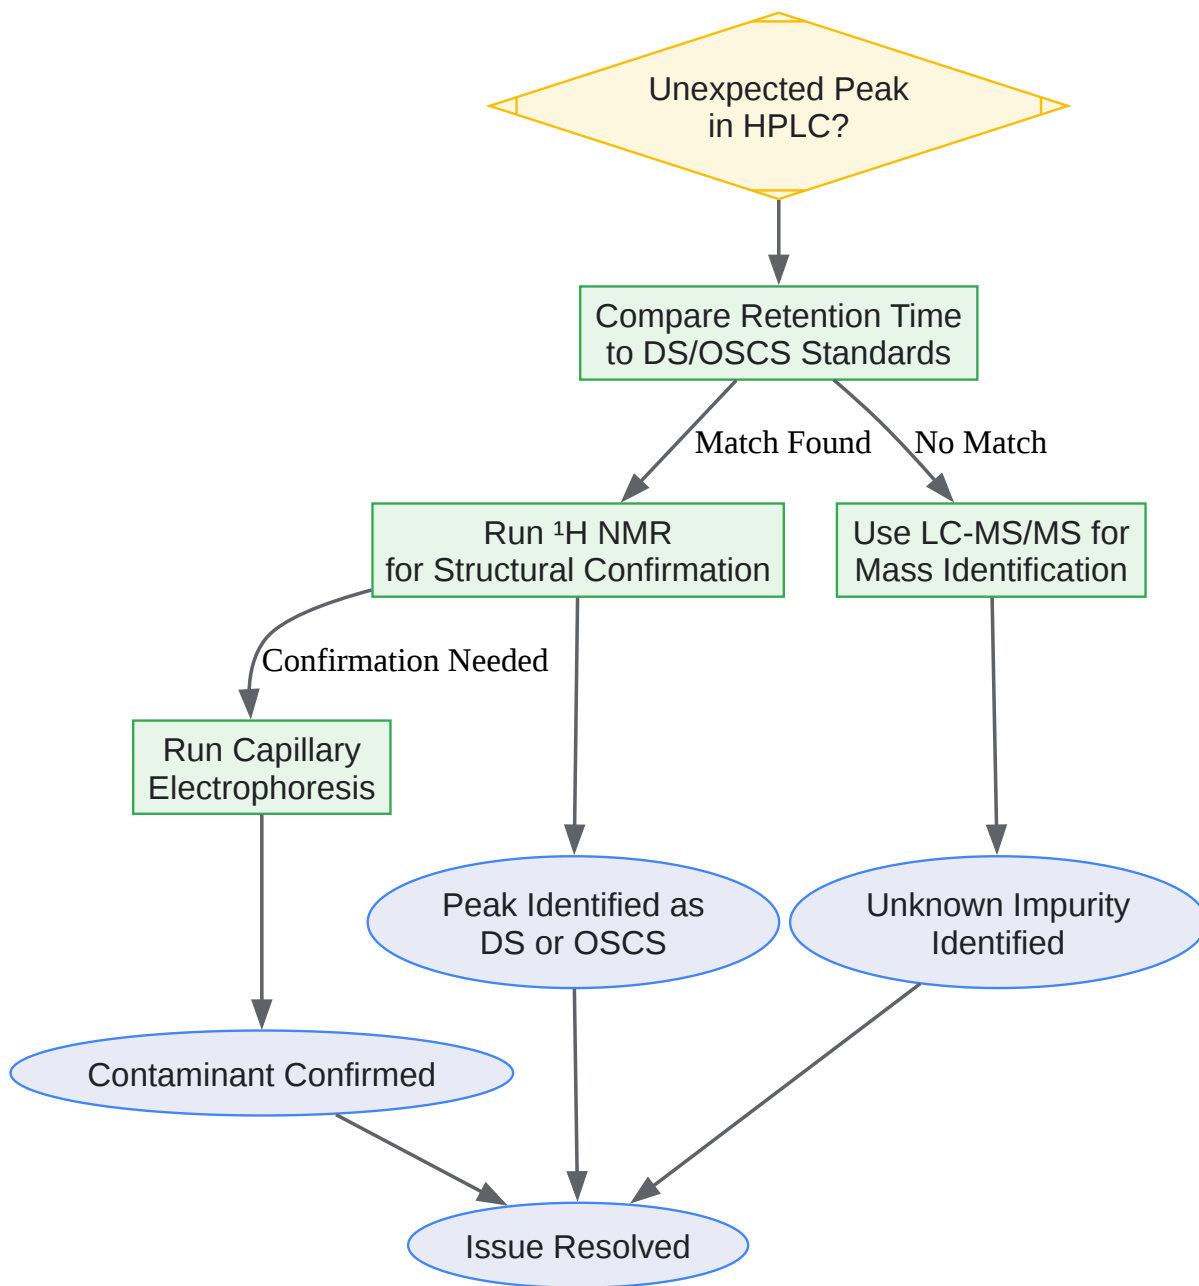 Unexpected Peak
in HPLC?
Compare Retention Time
to DS/OSCS Standards
Match Found
No Match
Run ¹H NMR
for Structural Confirmation
Use LC-MS/MS for
Mass Identification
Confirmation Needed
Run Capillary
Electrophoresis
Peak Identified as
DS or OSCS
Unknown Impurity
Identified
Contaminant Confirmed
Issue Resolved